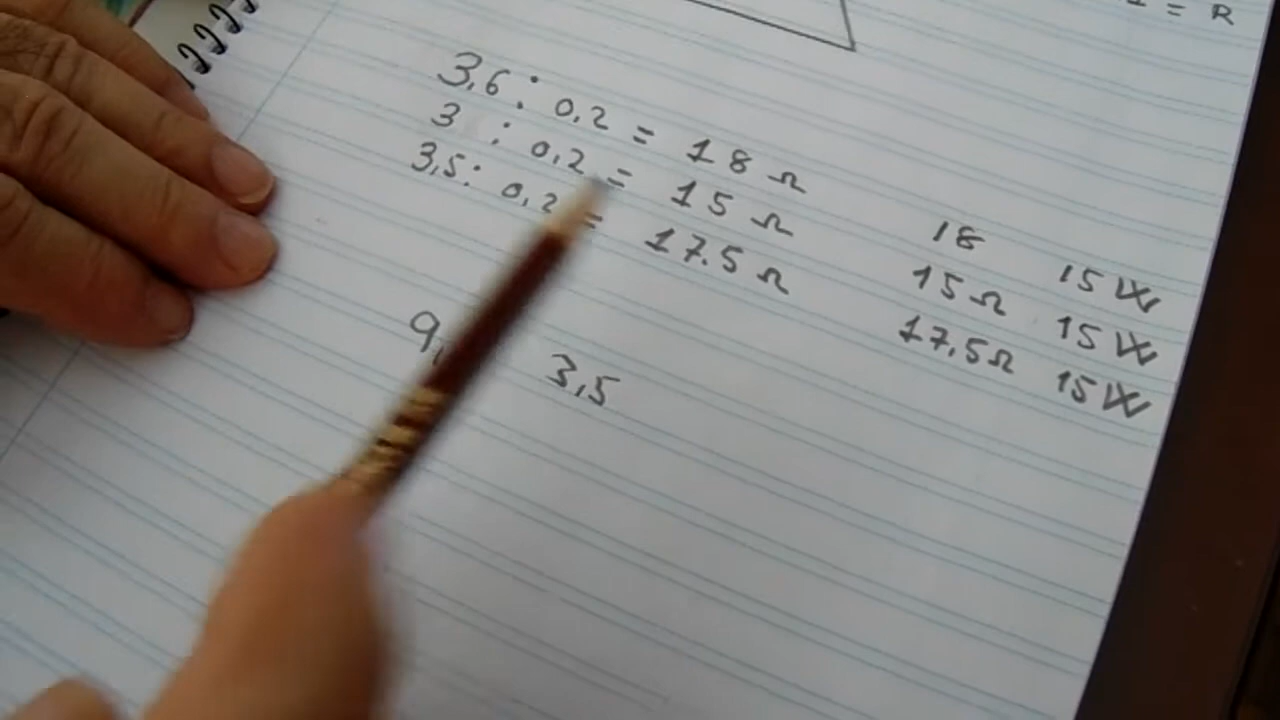 = R
3,6 : 0,2 = 18 Ω
3 : 0,2 = 15 Ω
3,5 : 0,2 = 17.5 Ω
18 15 W
15 Ω 15 W
17,5 Ω 15 W
3,5